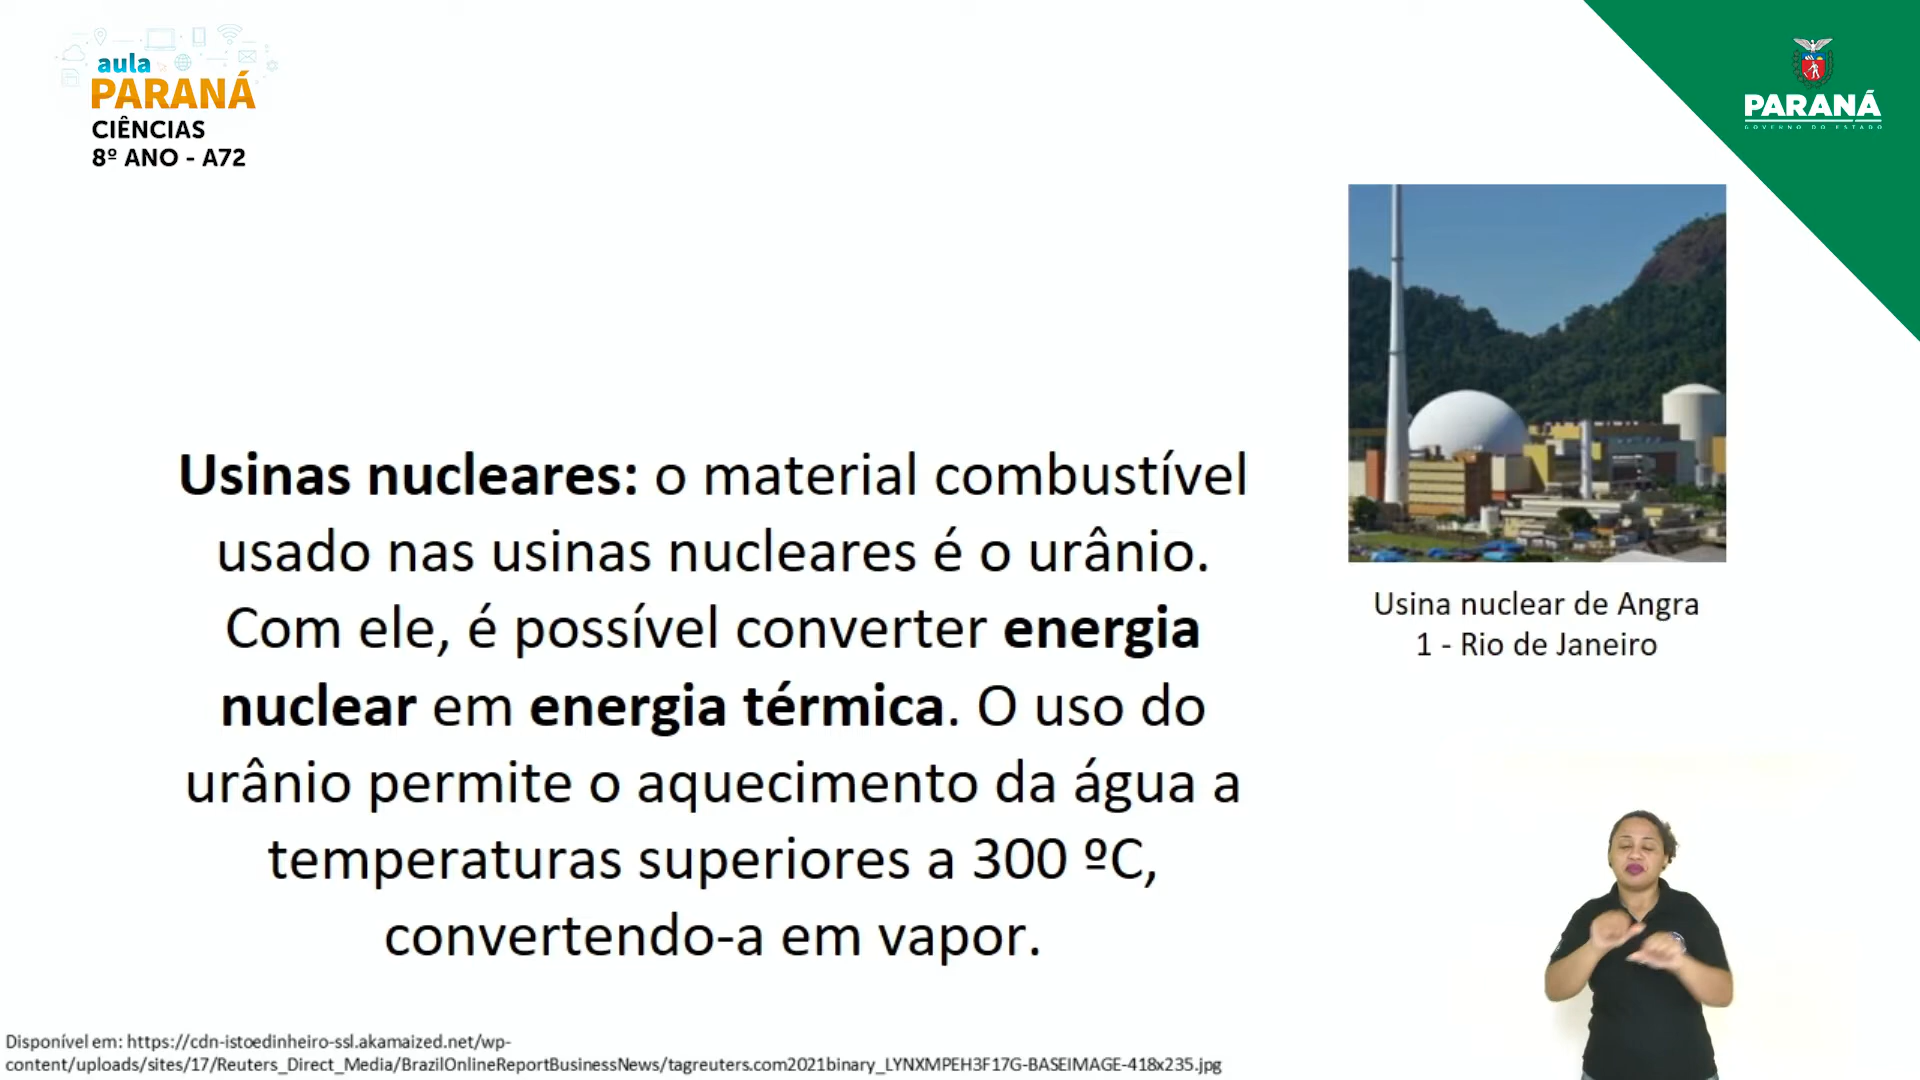 aula
PARANÁ
CIÊNCIAS
8º ANO - A72
PARANÁ
GOVERNO DO ESTADO
Usinas nucleares: o material combustível
usado nas usinas nucleares é o urânio.
Com ele, é possível converter energia
nuclear em energia térmica. O uso do
urânio permite o aquecimento da água a
temperaturas superiores a 300 ºC,
convertendo-a em vapor.
Usina nuclear de Angra
1 - Rio de Janeiro
Disponível em: https://cdn-istoedinheiro-ssl.akamaized.net/wp-
content/uploads/sites/17/Reuters_Direct_Media/BrazilOnlineReportBusinessNews/tagreuters.com2021binary_LYNXMPEH3F17G-BASEIMAGE-418x235.jpg